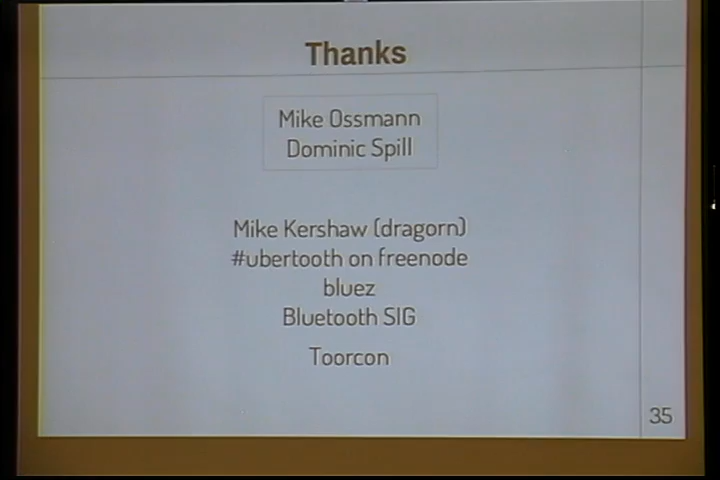 Thanks
Mike Ossmann
Dominic Spill
Mike Kershaw (dragorn)
#ubertooth on freenode
bluez
Bluetooth SIG
Toorcon
35